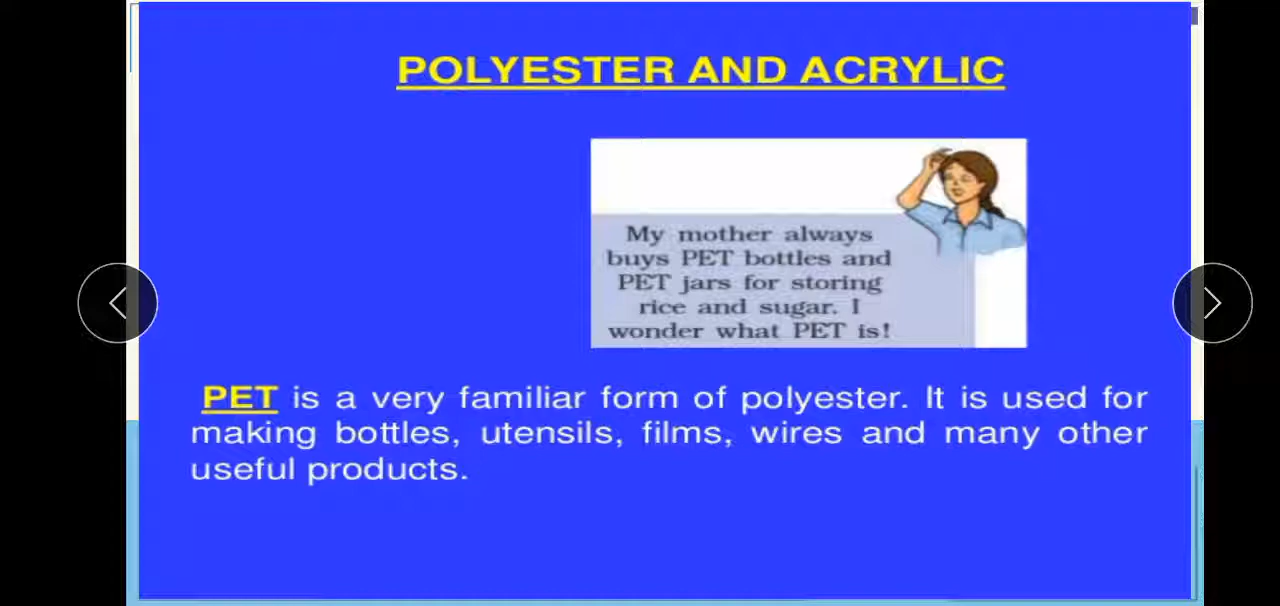 POLYESTER AND ACRYLIC
My mother always
buys PET bottles and
PET jars for storing
rice and sugar. I
wonder what PET is!
PET is a very familiar form of polyester. It is used for
making bottles, utensils, films, wires and many other
useful products.